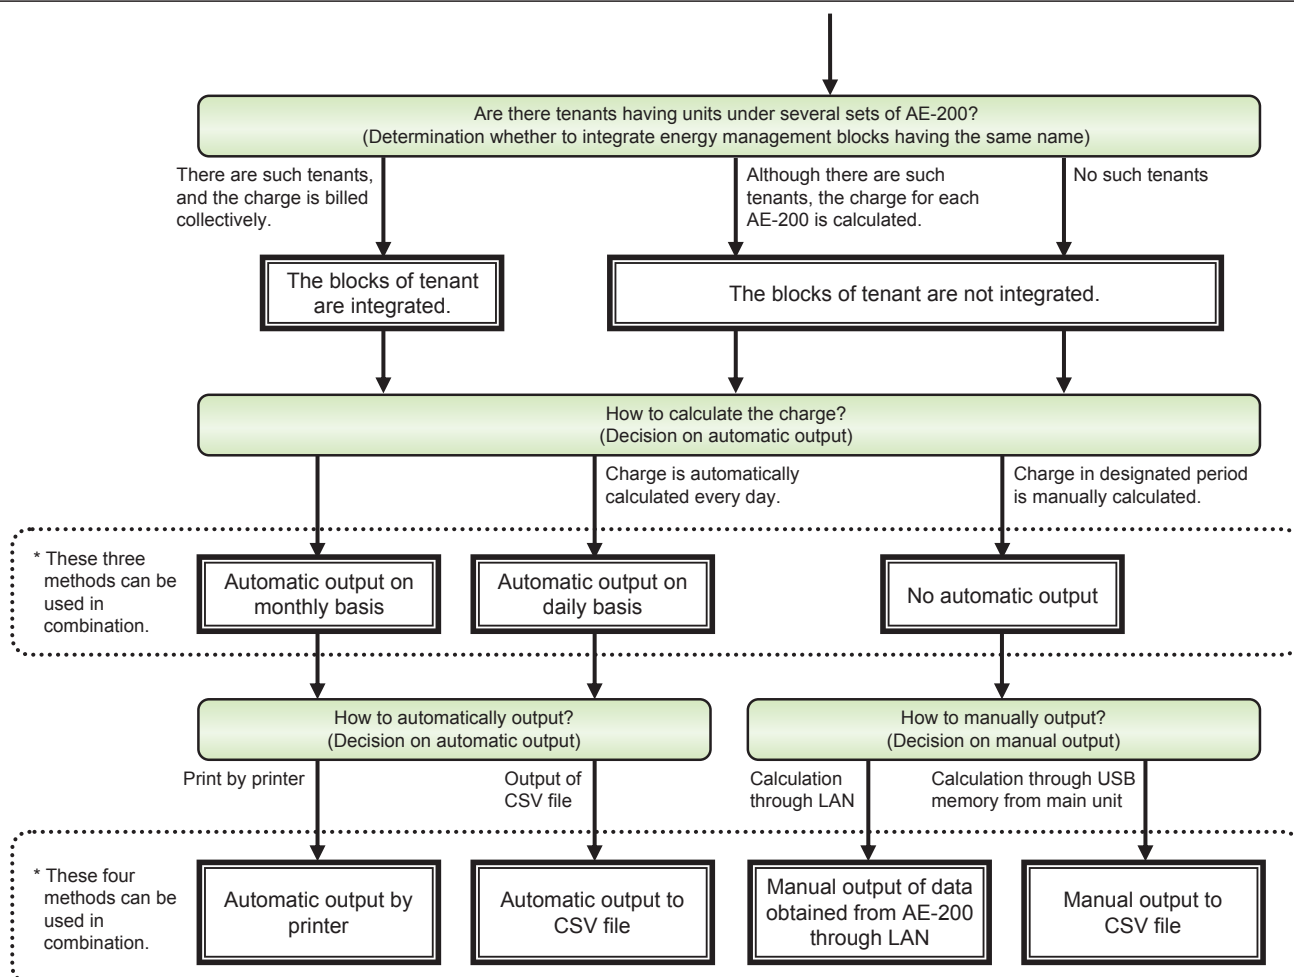 Are there tenants having units under several sets of AE-200?
(Determination whether to integrate energy management blocks having the same name)
There are such tenants,
and the charge is billed
collectively.
Although there are such
tenants, the charge for each
AE-200 is calculated.
No such tenants
The blocks of tenant
are integrated.
The blocks of tenant are not integrated.
How to calculate the charge?
(Decision on automatic output)
Charge is automatically
calculated every day.
Charge in designated period
is manually calculated.
* These three
methods can be
used in
combination.
Automatic output on
monthly basis
Automatic output on
daily basis
No automatic output
How to automatically output?
(Decision on automatic output)
How to manually output?
(Decision on manual output)
Print by printer
Output of
CSV file
Calculation
through LAN
Calculation through USB
memory from main unit
* These four
methods can be
used in
combination.
Automatic output by
printer
Automatic output to
CSV file
Manual output of data
obtained from AE-200
through LAN
Manual output to
CSV file